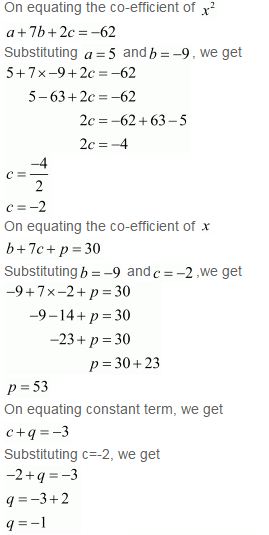 On equating the co-efficient of x²
a + 7b + 2c = −62
Substituting a = 5 and b = −9, we get
5 + 7 × −9 + 2c = −62
5 − 63 + 2c = −62
2c = −62 + 63 − 5
2c = −4
c = −4/2
c = −2
On equating the co-efficient of x
b + 7c + p = 30
Substituting b = −9 and c = −2 ,we get
−9 + 7 × −2 + p = 30
−9 − 14 + p = 30
−23 + p = 30
p = 30 + 23
p = 53
On equating constant term, we get
c + q = −3
Substituting c=-2, we get
−2 + q = −3
q = −3 + 2
q = −1